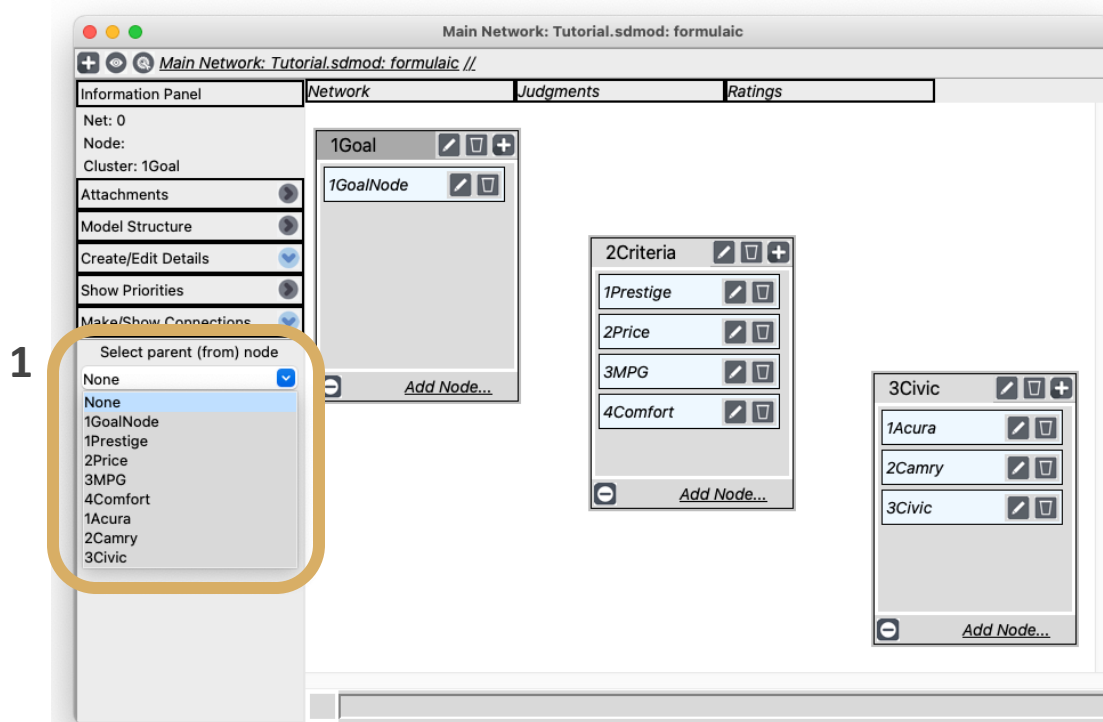 Main Network: Tutorial.sdmod: formulaic
Main Network: Tutorial.sdmod: formulaic //
Information Panel
Network
Judgments
Ratings
Net: 0
Node:
Cluster: 1Goal
Attachments
Model Structure
Create/Edit Details
Show Priorities
Make/Show Connections
1
Select parent (from) node
None
None
1GoalNode
1Prestige
2Price
3MPG
4Comfort
1Acura
2Camry
3Civic
1Goal
1GoalNode
Add Node...
2Criteria
1Prestige
2Price
3MPG
4Comfort
Add Node...
3Civic
1Acura
2Camry
3Civic
Add Node...